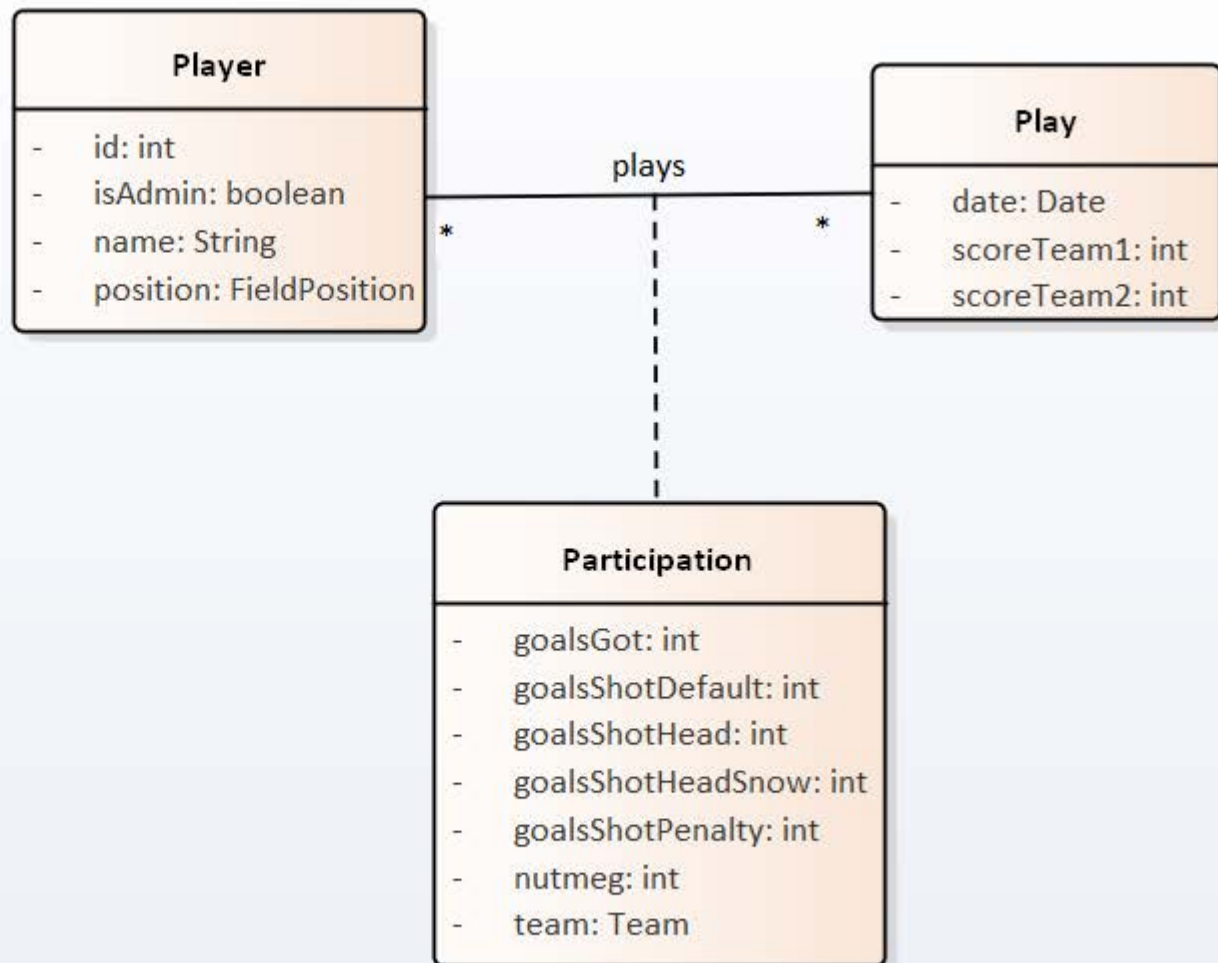 Player
- id: int
- isAdmin: boolean
- name: String
- position: FieldPosition
plays
*
*
Play
- date: Date
- scoreTeam1: int
- scoreTeam2: int
Participation
- goalsGot: int
- goalsShotDefault: int
- goalsShotHead: int
- goalsShotHeadSnow: int
- goalsShotPenalty: int
- nutmeg: int
- team: Team